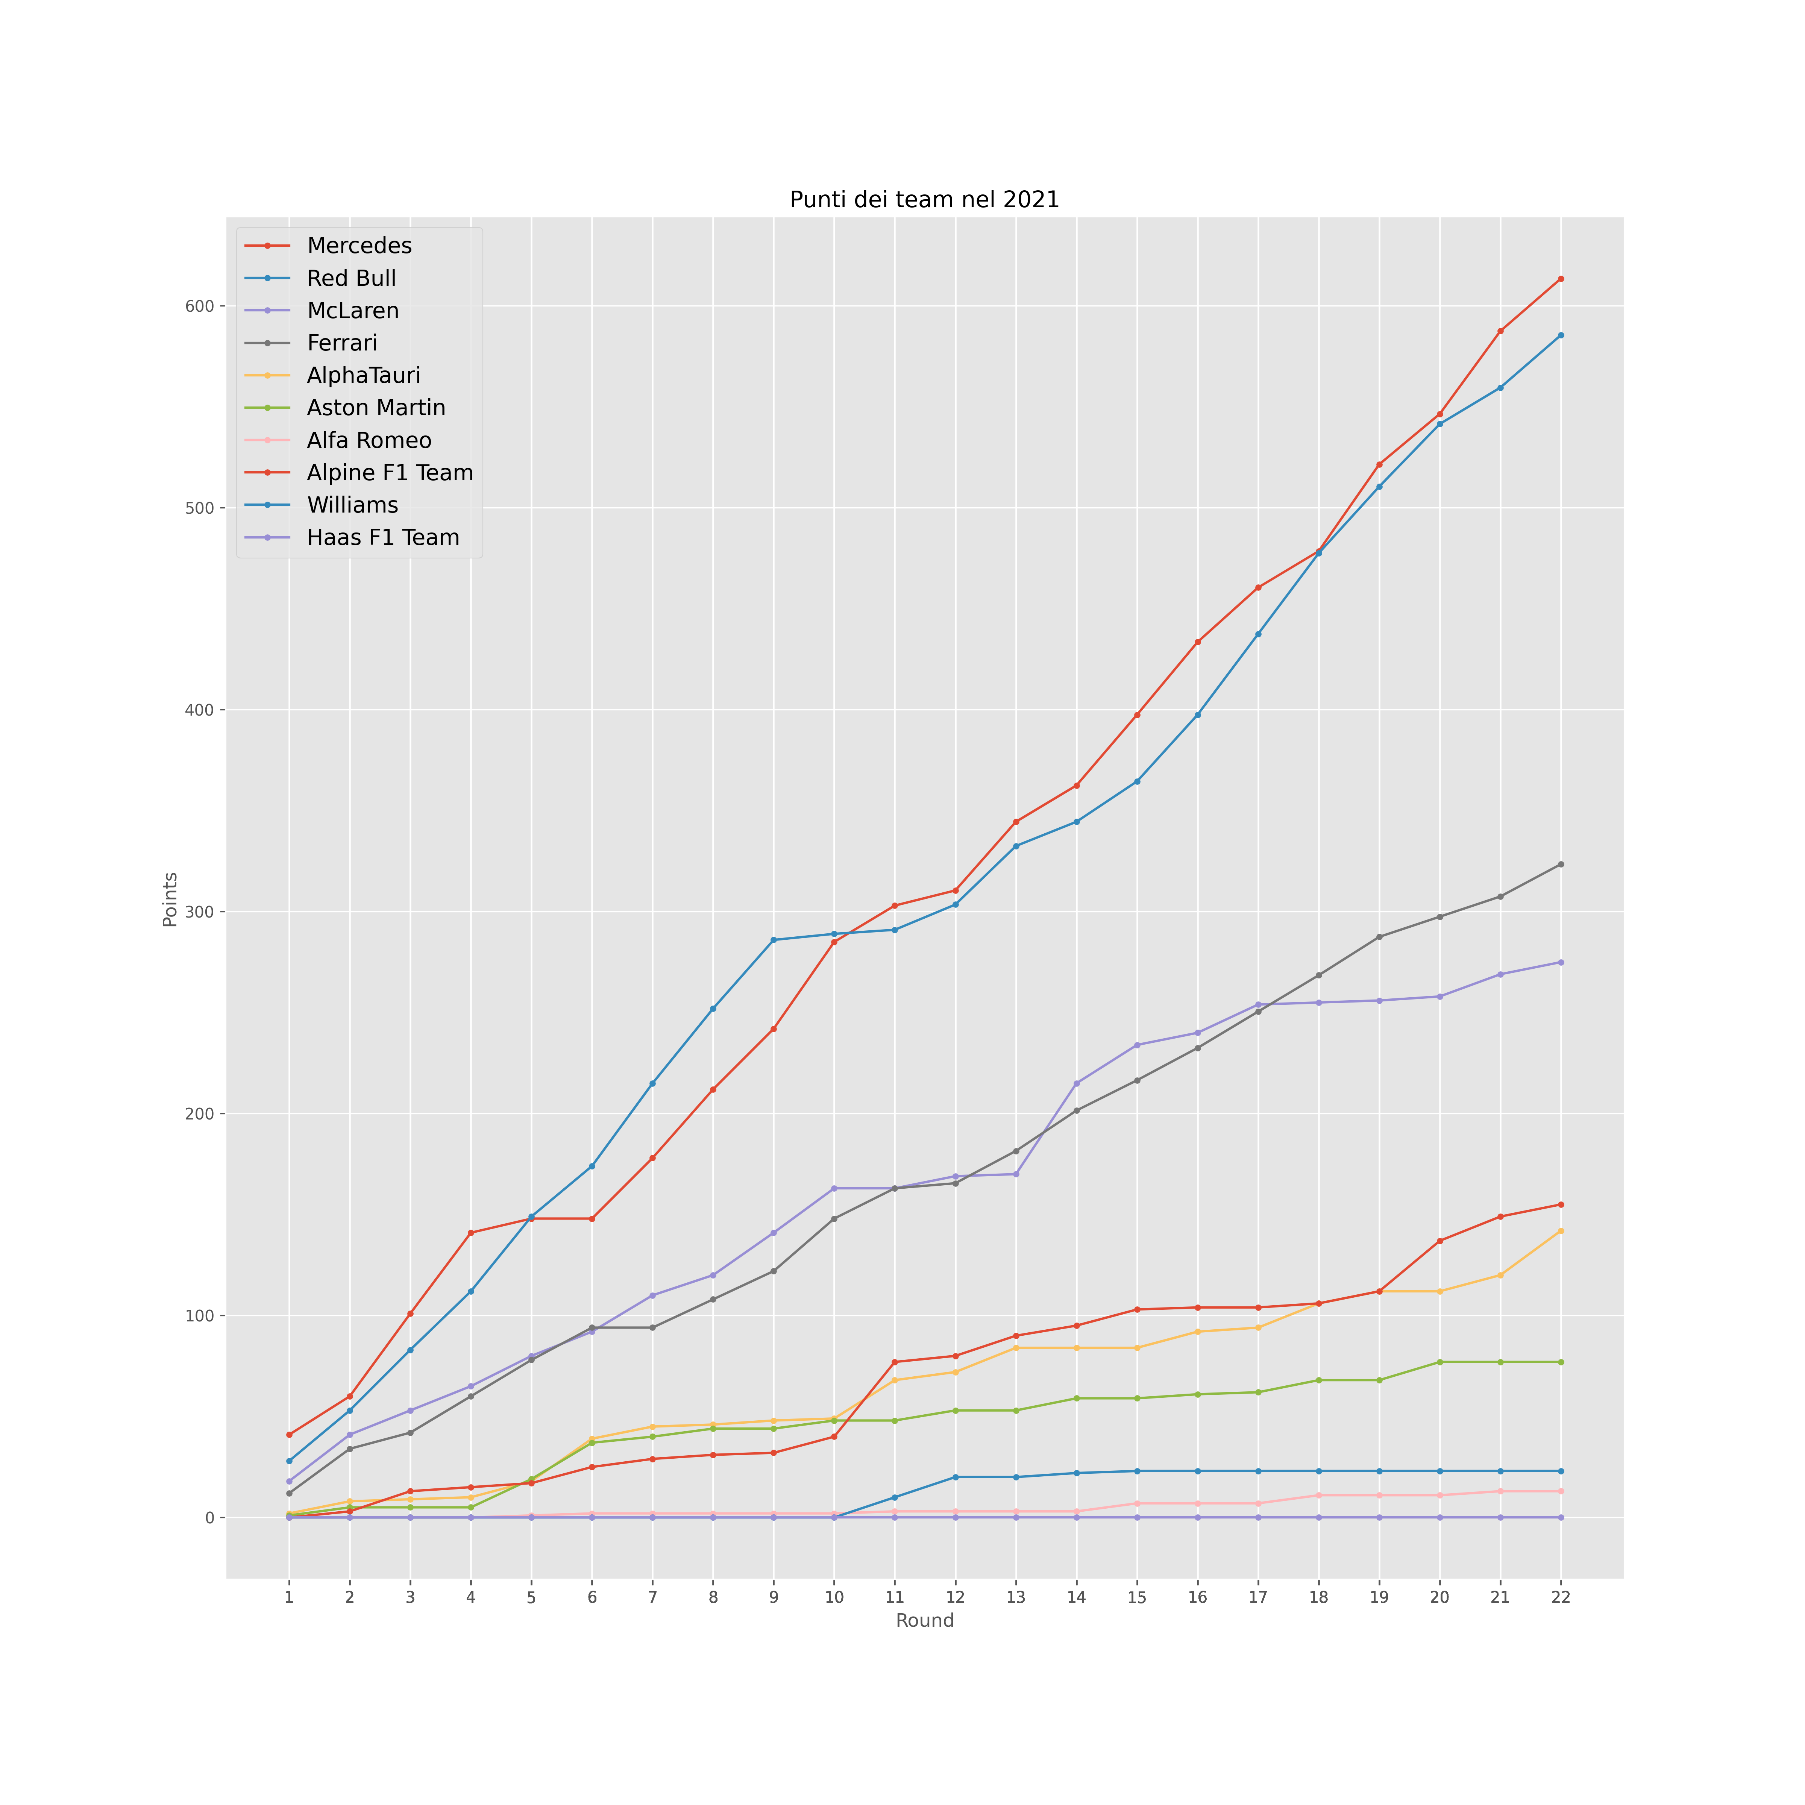 Punti dei team nel 2021
Mercedes
Red Bull
McLaren
Ferrari
AlphaTauri
Aston Martin
Alfa Romeo
Alpine F1 Team
Williams
Haas F1 Team
600
500
400
300
200
100
0
Points
1 2 3 4 5 6 7 8 9 10 11 12 13 14 15 16 17 18 19 20 21 22
Round